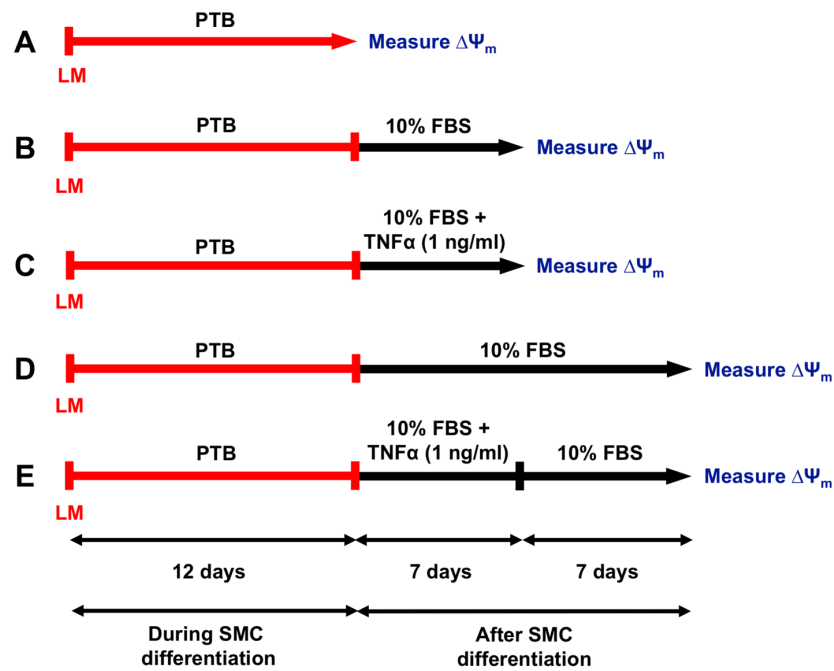 PTB
A
Measure ΔΨm
LM
PTB
10% FBS
B
Measure ΔΨm
LM
10% FBS +
TNFα (1 ng/ml)
PTB
C
Measure ΔΨm
LM
PTB
10% FBS
D
Measure ΔΨm
LM
10% FBS +
TNFα (1 ng/ml)
PTB
10% FBS
E
Measure ΔΨm
LM
12 days
7 days
7 days
During SMC
differentiation
After SMC
differentiation